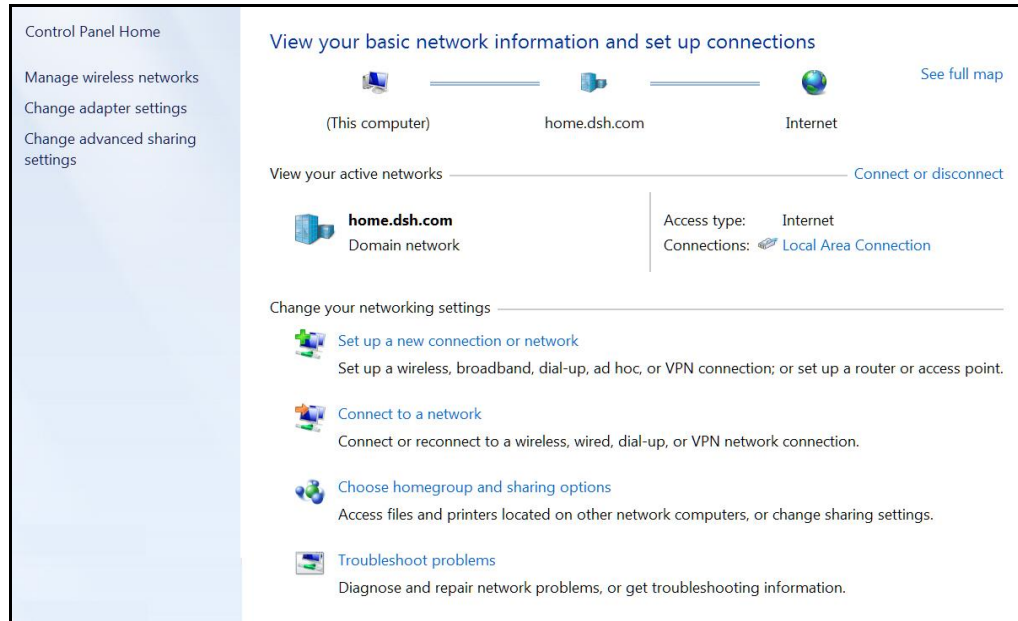 Control Panel Home
Manage wireless networks
Change adapter settings
Change advanced sharing
settings
View your basic network information and set up connections
See full map
(This computer)
home.dsh.com
Internet
View your active networks
Connect or disconnect
home.dsh.com
Domain network
Access type: Internet
Connections: Local Area Connection
Change your networking settings
Set up a new connection or network
Set up a wireless, broadband, dial-up, ad hoc, or VPN connection; or set up a router or access point.
Connect to a network
Connect or reconnect to a wireless, wired, dial-up, or VPN network connection.
Choose homegroup and sharing options
Access files and printers located on other network computers, or change sharing settings.
Troubleshoot problems
Diagnose and repair network problems, or get troubleshooting information.